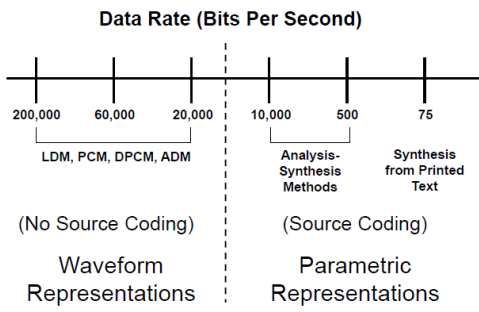 Data Rate (Bits Per Second)
200,000 60,000 20,000 10,000 500 75
LDM, PCM, DPCM, ADM
Analysis-
Synthesis
Methods
Synthesis
from Printed
Text
(No Source Coding)
(Source Coding)
Waveform
Representations
Parametric
Representations